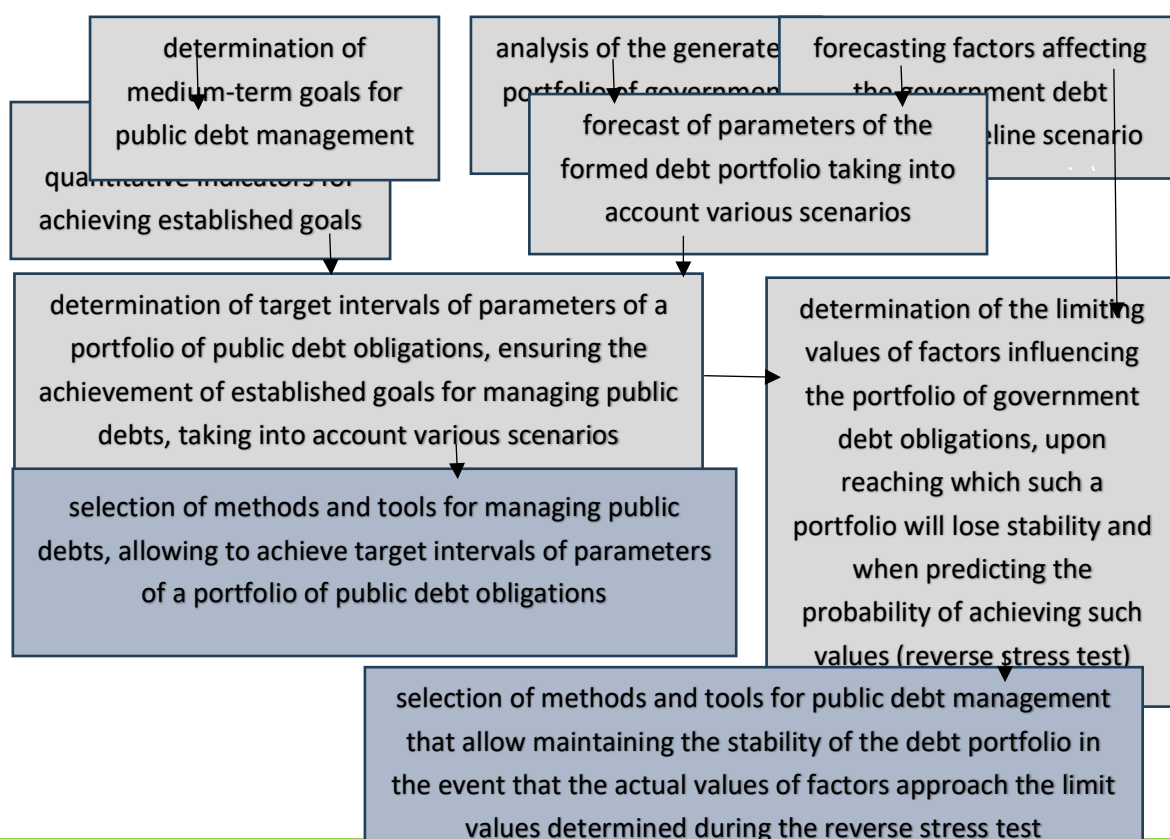 determination of
medium-term goals for
public debt management
quantitative indicators for
achieving established goals
analysis of the generate
portfolio of governmen
forecasting factors affecting
the government debt
eline scenario
forecast of parameters of the
formed debt portfolio taking into
account various scenarios
determination of target intervals of parameters of a
portfolio of public debt obligations, ensuring the
achievement of established goals for managing public
debts, taking into account various scenarios
determination of the limiting
values of factors influencing
the portfolio of government
debt obligations, upon
reaching which such a
portfolio will lose stability and
when predicting the
probability of achieving such
values (reverse stress test)
selection of methods and tools for managing public
debts, allowing to achieve target intervals of parameters
of a portfolio of public debt obligations
selection of methods and tools for public debt management
that allow maintaining the stability of the debt portfolio in
the event that the actual values of factors approach the limit
values determined during the reverse stress test